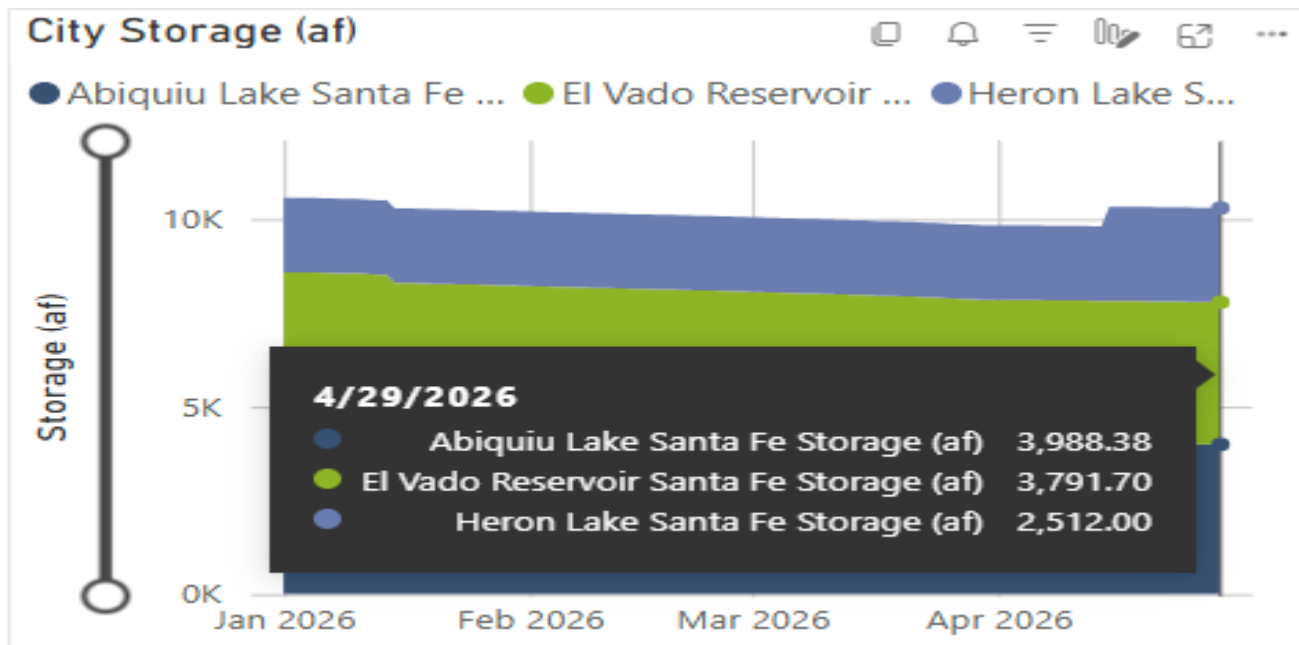 City Storage (af)
Abiquiu Lake Santa Fe ... El Vado Reservoir ... Heron Lake S...
10K
5K
0K
Storage (af)
4/29/2026
Abiquiu Lake Santa Fe Storage (af) 3,988.38
El Vado Reservoir Santa Fe Storage (af) 3,791.70
Heron Lake Santa Fe Storage (af) 2,512.00
Jan 2026 Feb 2026 Mar 2026 Apr 2026